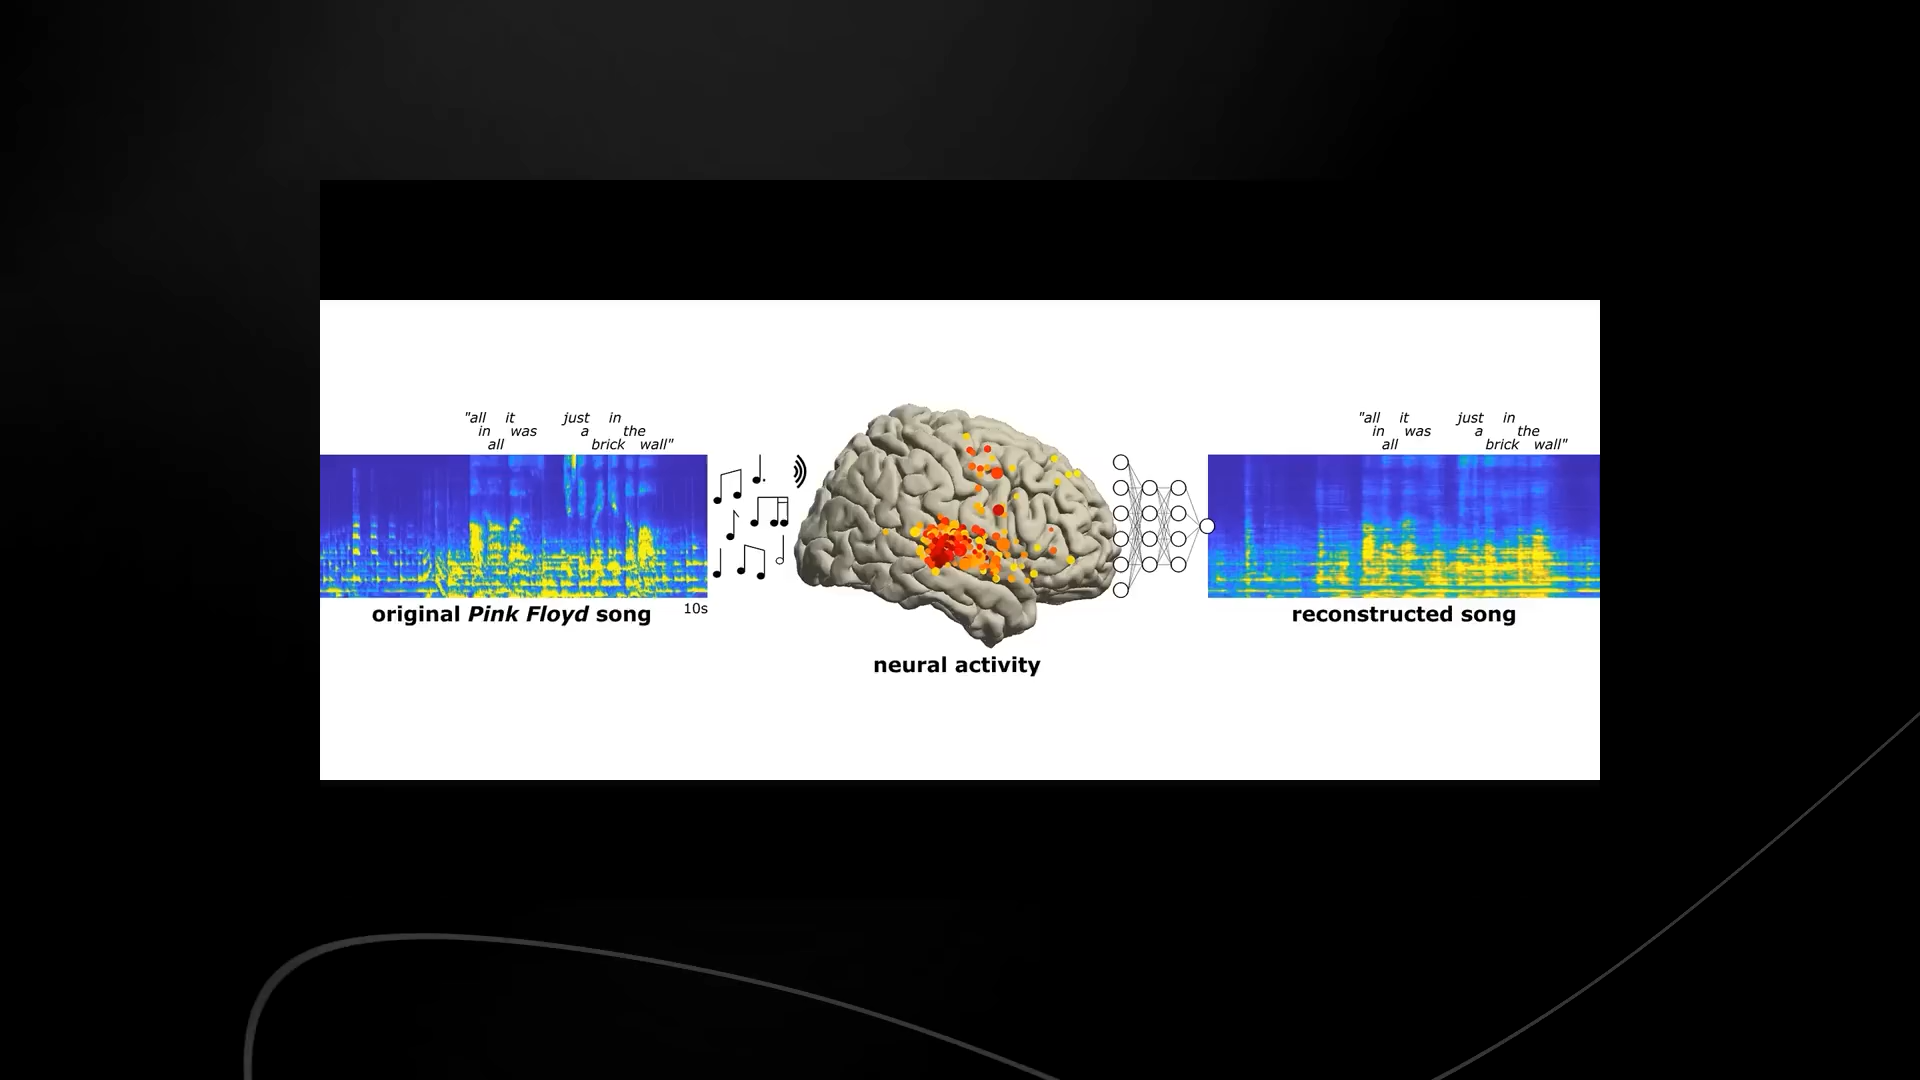 "all it just in
in was a the
all brick wall"
original Pink Floyd song
10s
neural activity
"all it just in
in was a the
all brick wall"
reconstructed song